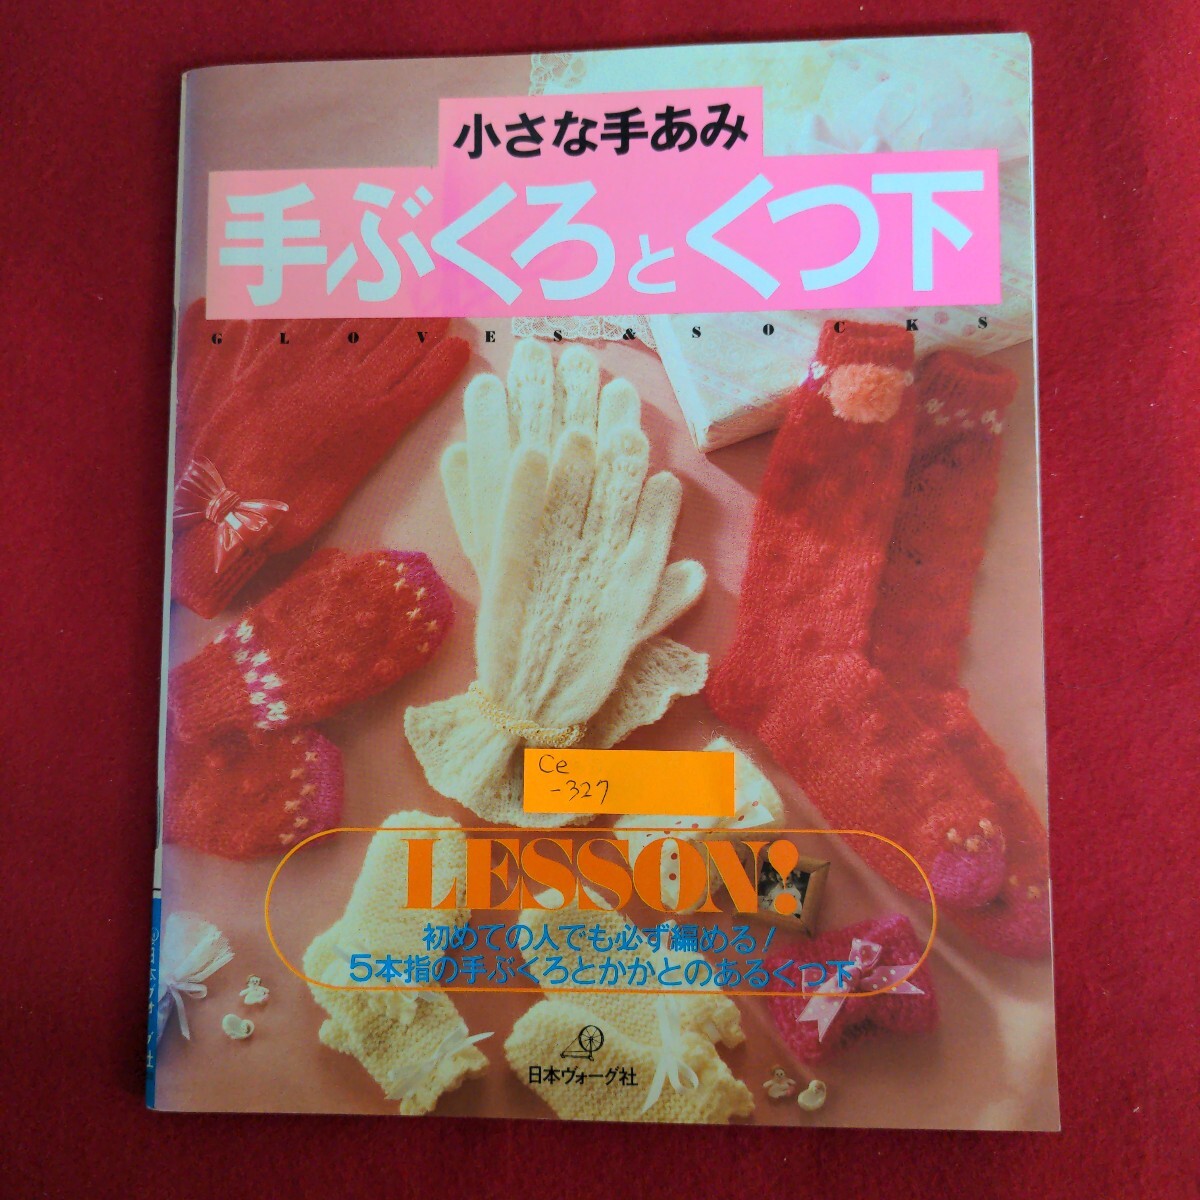 小さな手あみ
手ぶくろとくつ下
GLOVES&SOCKS
Ce
-327
LESSON!
初めての人でも必ず編める!
5本指の手ぶくろとかかとのあるくつ下
日本ヴォーグ社